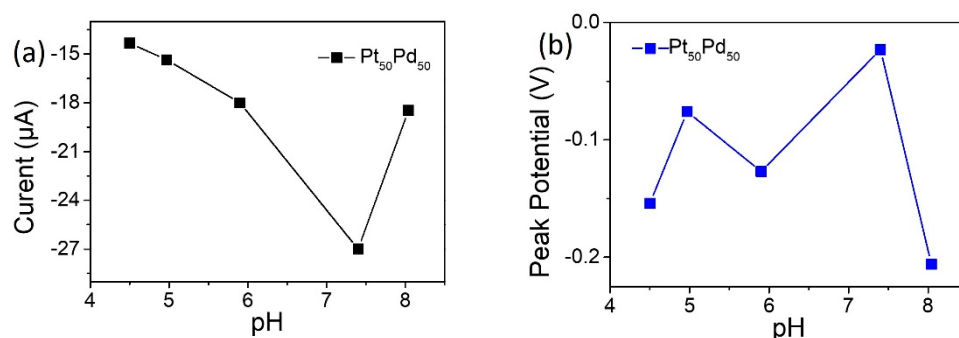 (a)
Curent (μA)
-15
-18
-21
-24
-27
Pt₅₀Pd₅₀
4 5 6 7 8
pH
(b)
Peak Potential (V)
0.0
-0.1
-0.2
Pt₅₀Pd₅₀
4 5 6 7 8
pH